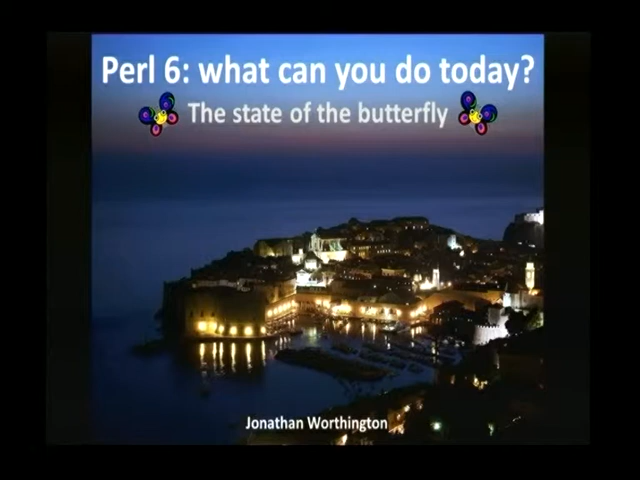 Perl 6: what can you do today?
The state of the butterfly
Jonathan Worthington